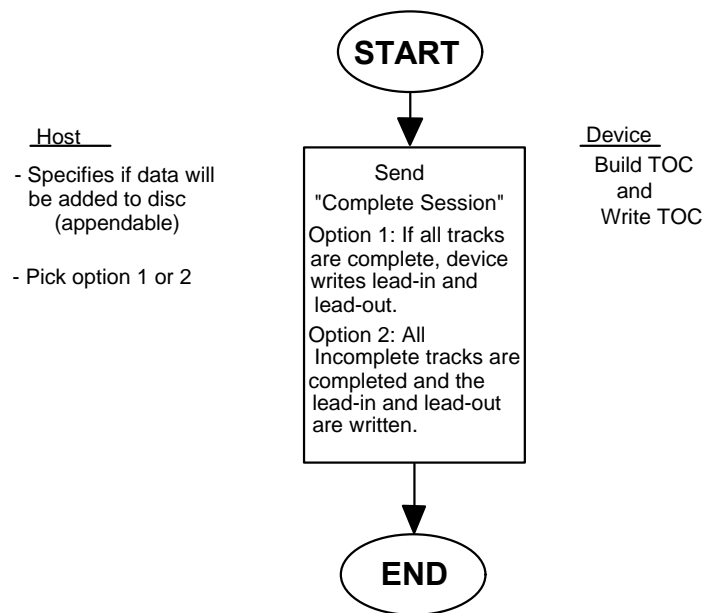 START
Host
- Specifies if data will
be added to disc
(appendable)
- Pick option 1 or 2
Send
"Complete Session"
Option 1: If all tracks
are complete, device
writes lead-in and
lead-out.
Option 2: All
Incomplete tracks are
completed and the
lead-in and lead-out
are written.
Device
Build TOC
and
Write TOC
END